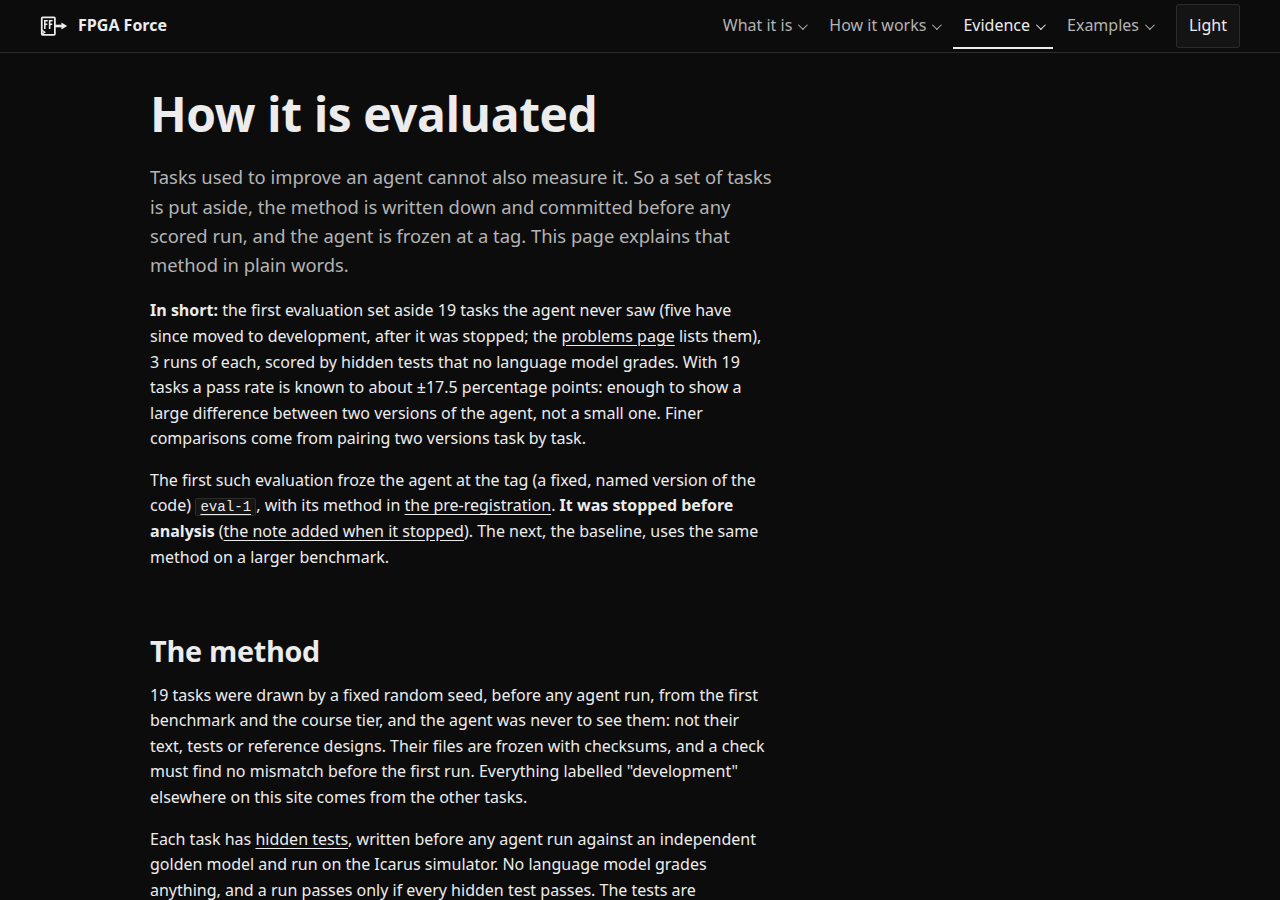 FF FPGA Force
What it is How it works Evidence Examples Light
How it is evaluated
Tasks used to improve an agent cannot also measure it. So a set of tasks
is put aside, the method is written down and committed before any
scored run, and the agent is frozen at a tag. This page explains that
method in plain words.
In short: the first evaluation set aside 19 tasks the agent never saw (five have
since moved to development, after it was stopped; the problems page lists them),
3 runs of each, scored by hidden tests that no language model grades. With 19
tasks a pass rate is known to about ±17.5 percentage points: enough to show a
large difference between two versions of the agent, not a small one. Finer
comparisons come from pairing two versions task by task.
The first such evaluation froze the agent at the tag (a fixed, named version of the
code) eval-1, with its method in the pre-registration. It was stopped before
analysis (the note added when it stopped). The next, the baseline, uses the same
method on a larger benchmark.
The method
19 tasks were drawn by a fixed random seed, before any agent run, from the first
benchmark and the course tier, and the agent was never to see them: not their
text, tests or reference designs. Their files are frozen with checksums, and a check
must find no mismatch before the first run. Everything labelled "development"
elsewhere on this site comes from the other tasks.
Each task has hidden tests, written before any agent run against an independent
golden model and run on the Icarus simulator. No language model grades
anything, and a run passes only if every hidden test passes. The tests are